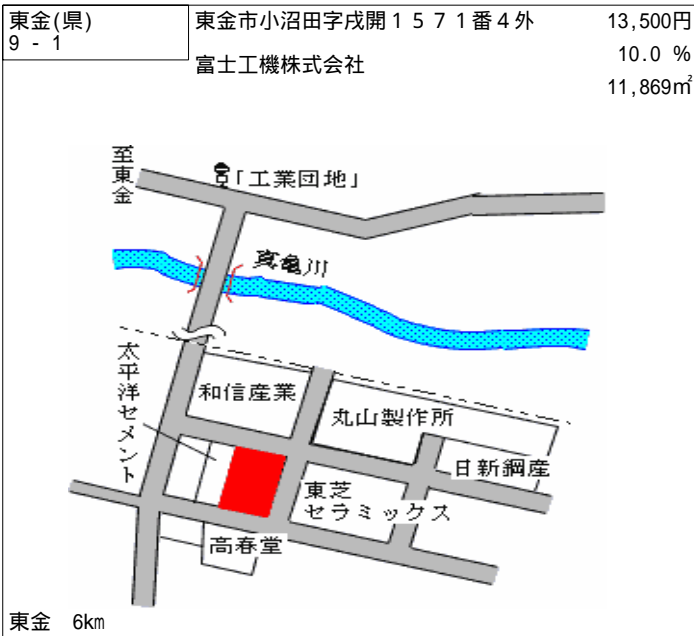 東金(県)
9 - 1
東金市小沼田字戌開１５７１番４外
富士工機株式会社
13,500円
10.0 %
11,869㎡
至東金
「工業団地」
真亀川
太平洋セメント
和信産業
丸山製作所
日新鋼産
東芝
セラミックス
高春堂
東金 6km